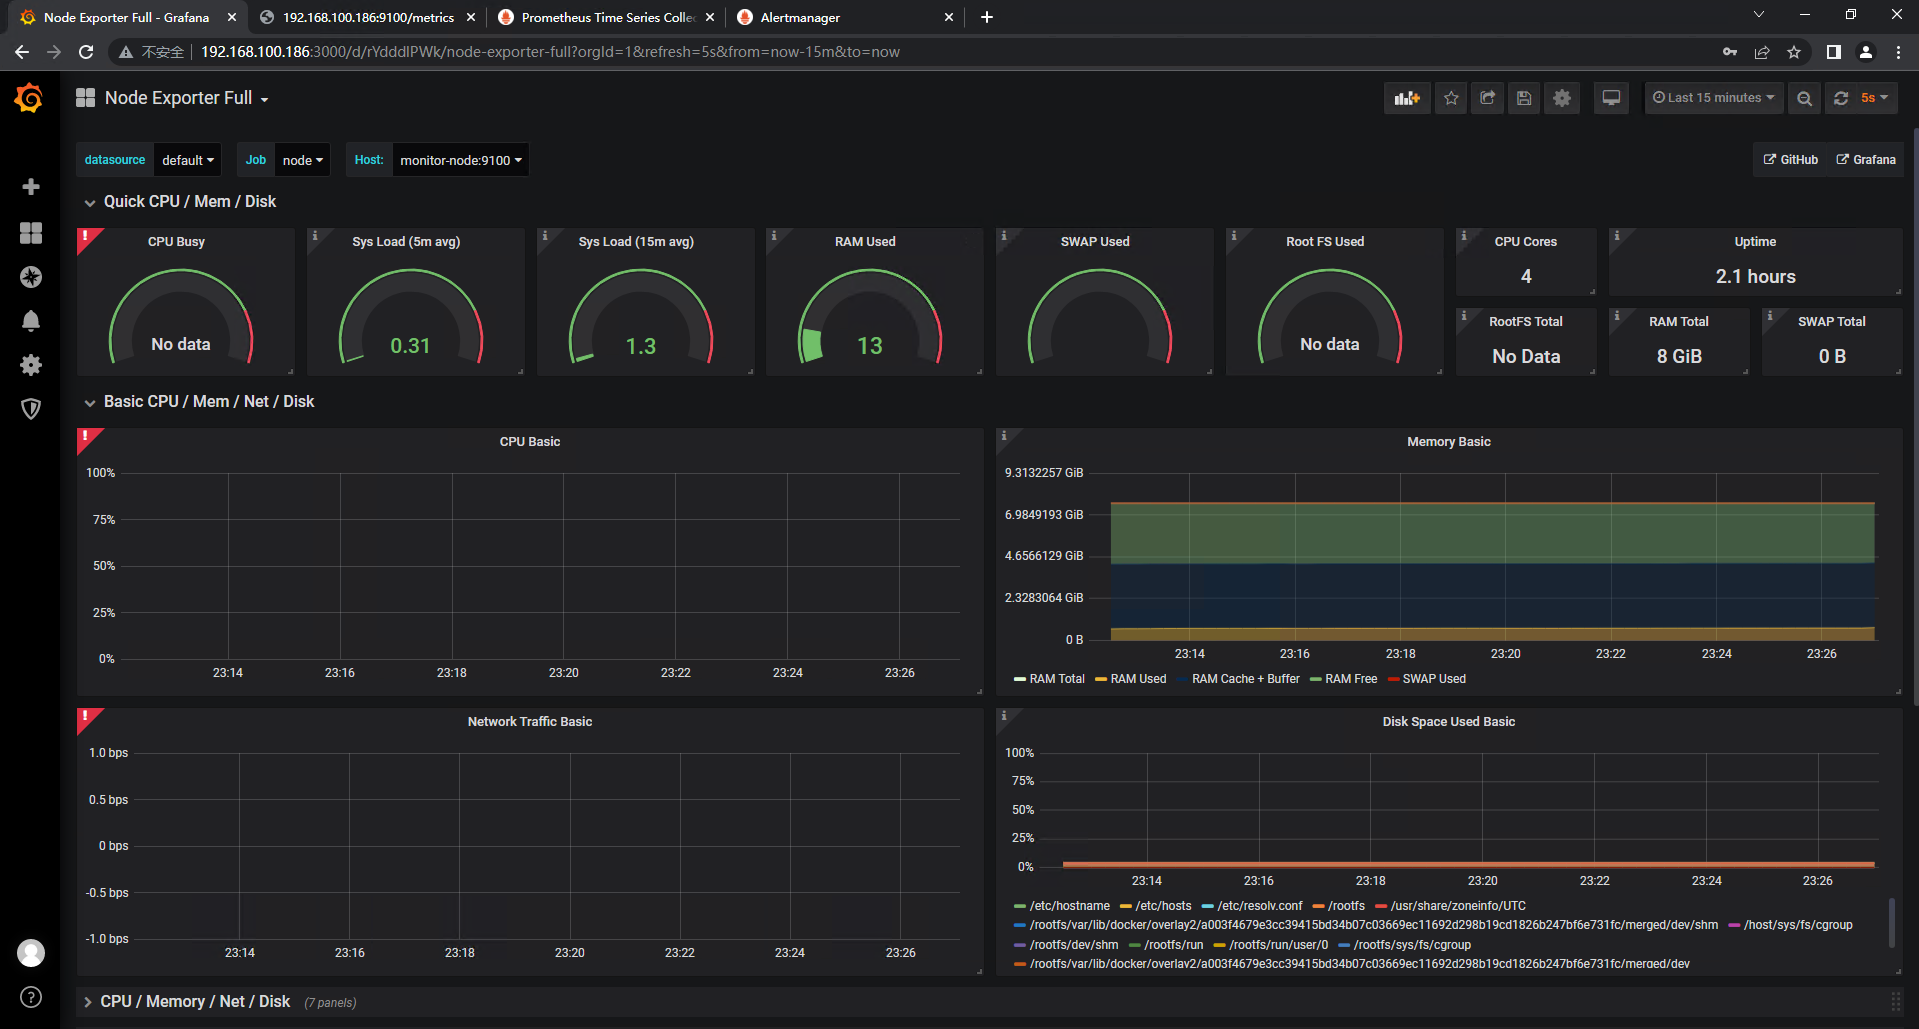 Node Exporter Full - Grafana
192.168.100.186:9100/metrics
Prometheus Time Series Colle
Alertmanager
不安全 192.168.100.186:3000/d/rYdddlPWk/node-exporter-full?orgId=1&refresh=5s&from=now-15m&to=now
Node Exporter Full
Last 15 minutes
5s
datasource default Job node Host: monitor-node:9100
GitHub Grafana
Quick CPU / Mem / Disk
CPU Busy
No data
Sys Load (5m avg)
0.31
Sys Load (15m avg)
1.3
RAM Used
13
SWAP Used
Root FS Used
No data
CPU Cores
4
Uptime
2.1 hours
RootFS Total
No Data
RAM Total
8 GiB
SWAP Total
0 B
Basic CPU / Mem / Net / Disk
CPU Basic
100%
75%
50%
25%
0%
23:14 23:16 23:18 23:20 23:22 23:24 23:26
Memory Basic
9.3132257 GiB
6.9849193 GiB
4.6566129 GiB
2.3283064 GiB
0 B
23:14 23:16 23:18 23:20 23:22 23:24 23:26
RAM Total RAM Used RAM Cache + Buffer RAM Free SWAP Used
Network Traffic Basic
1.0 bps
0.5 bps
0 bps
-0.5 bps
-1.0 bps
23:14 23:16 23:18 23:20 23:22 23:24 23:26
Disk Space Used Basic
100%
75%
50%
25%
0%
23:14 23:16 23:18 23:20 23:22 23:24 23:26
/etc/hostname /etc/hosts /etc/resolv.conf /rootfs /usr/share/zoneinfo/UTC
/rootfs/var/lib/docker/overlay2/a003f4679e3cc39415bd34b07c03669ec11692d298b19cd1826b247bf6e731fc/merged/dev/shm /host/sys/fs/cgroup
/rootfs/dev/shm /rootfs/run /rootfs/run/user/0 /rootfs/sys/fs/cgroup
/rootfs/var/lib/docker/overlay2/a003f4679e3cc39415bd34b07c03669ec11692d298b19cd1826b247bf6e731fc/merged/dev
CPU / Memory / Net / Disk (7 panels)